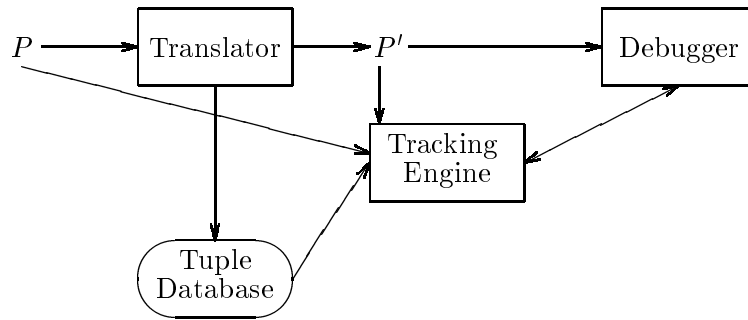 P
Translator
P′
Debugger
Tracking
Engine
Tuple
Database